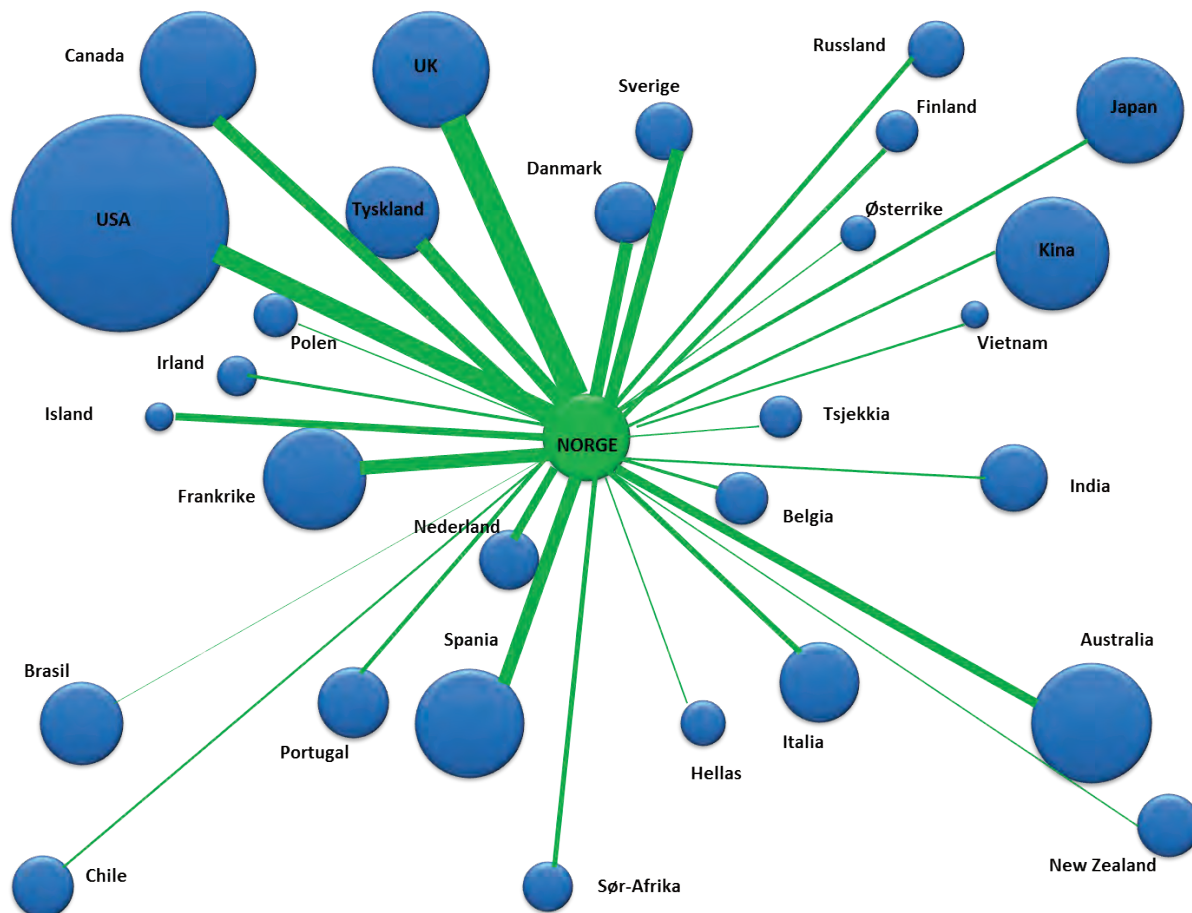 Canada
UK
Russland
Sverige
Finland
Japan
Danmark
Tyskland
Østerrike
USA
Kina
Polen
Vietnam
Irland
Island
Tsjekkia
NORGE
Frankrike
India
Belgia
Nederland
Spania
Australia
Brasil
Portugal
Italia
Hellas
New Zealand
Chile
Sør-Afrika